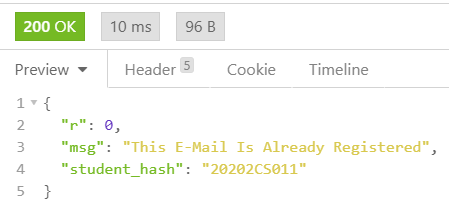 200 OK 10 ms 96 B
Preview Header 5 Cookie Timeline
1 {
2 "r": 0,
3 "msg": "This E-Mail Is Already Registered",
4 "student_hash": "20202CS011"
5 }